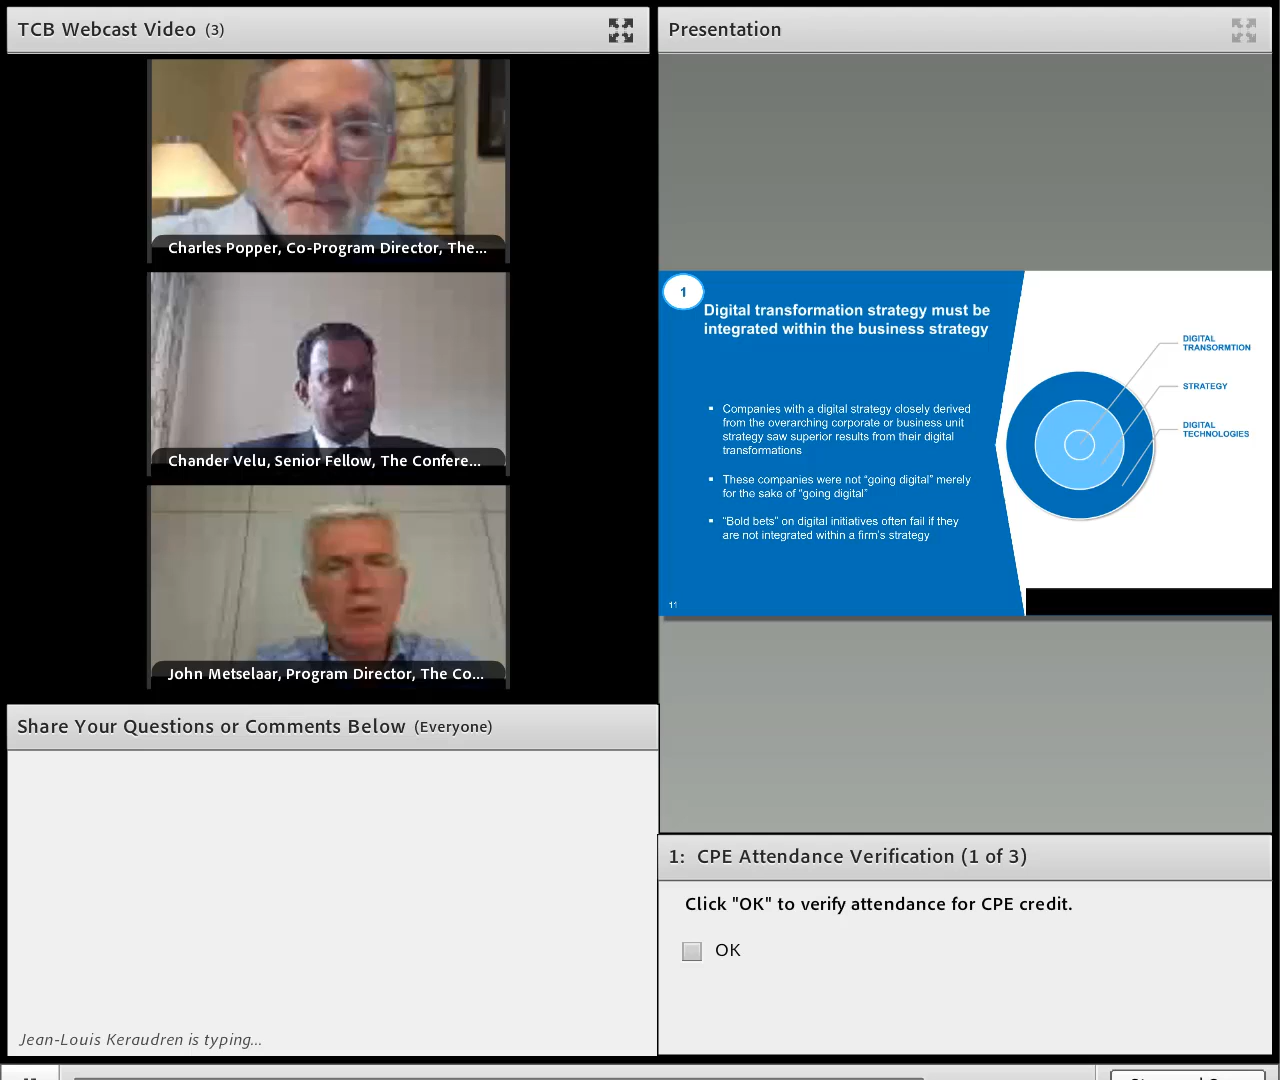 TCB Webcast Video (3)
Charles Popper, Co-Program Director, The...
Chander Velu, Senior Fellow, The Confere...
John Metselaar, Program Director, The Co...
Share Your Questions or Comments Below (Everyone)
Jean-Louis Keraudren is typing...
Presentation
1
Digital transformation strategy must be
integrated within the business strategy
▪ Companies with a digital strategy closely derived
from the overarching corporate or business unit
strategy saw superior results from their digital
transformations
▪ These companies were not “going digital” merely
for the sake of “going digital”
▪ “Bold bets” on digital initiatives often fail if they
are not integrated within a firm’s strategy
11
DIGITAL
TRANSORMTION
STRATEGY
DIGITAL
TECHNOLOGIES
1: CPE Attendance Verification (1 of 3)
Click "OK" to verify attendance for CPE credit.
OK